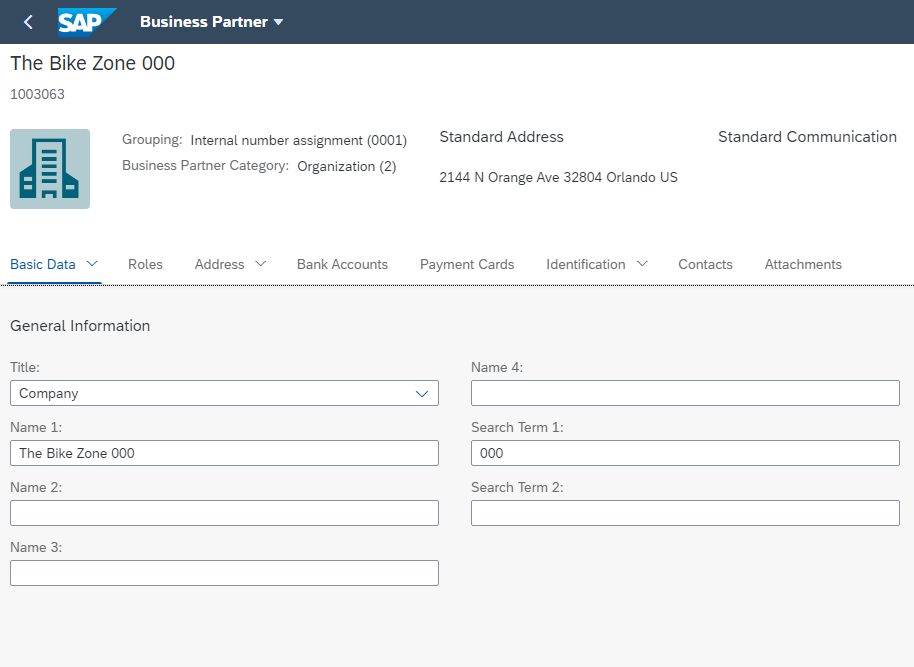 SAP Business Partner
The Bike Zone 000
1003063
Grouping: Internal number assignment (0001)
Business Partner Category: Organization (2)
Standard Address
2144 N Orange Ave 32804 Orlando US
Standard Communication
Basic Data Roles Address Bank Accounts Payment Cards Identification Contacts Attachments
General Information
Title:
Company
Name 1:
The Bike Zone 000
Name 2:
Name 3:
Name 4:
Search Term 1:
000
Search Term 2: